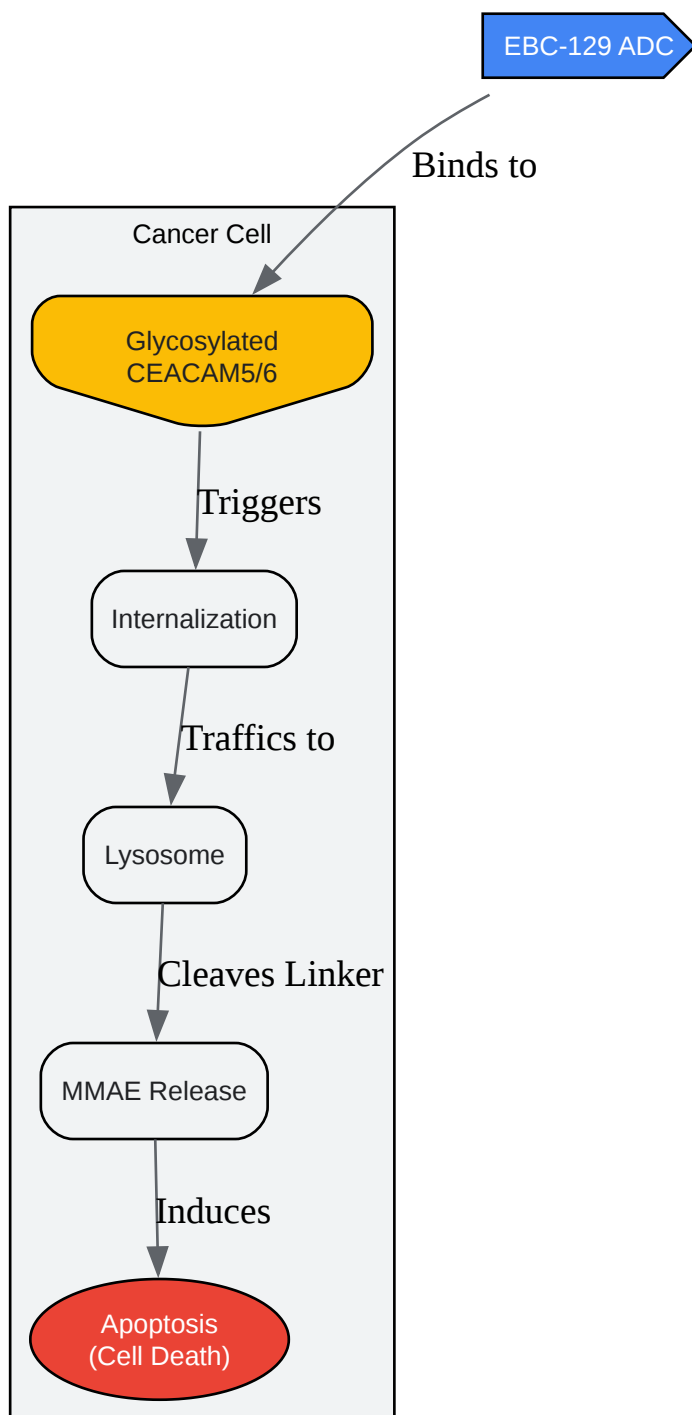 EBC-129 ADC
Binds to
Cancer Cell
Glycosylated
CEACAM5/6
Triggers
Internalization
Traffics to
Lysosome
Cleaves Linker
MMAE Release
Induces
Apoptosis
(Cell Death)